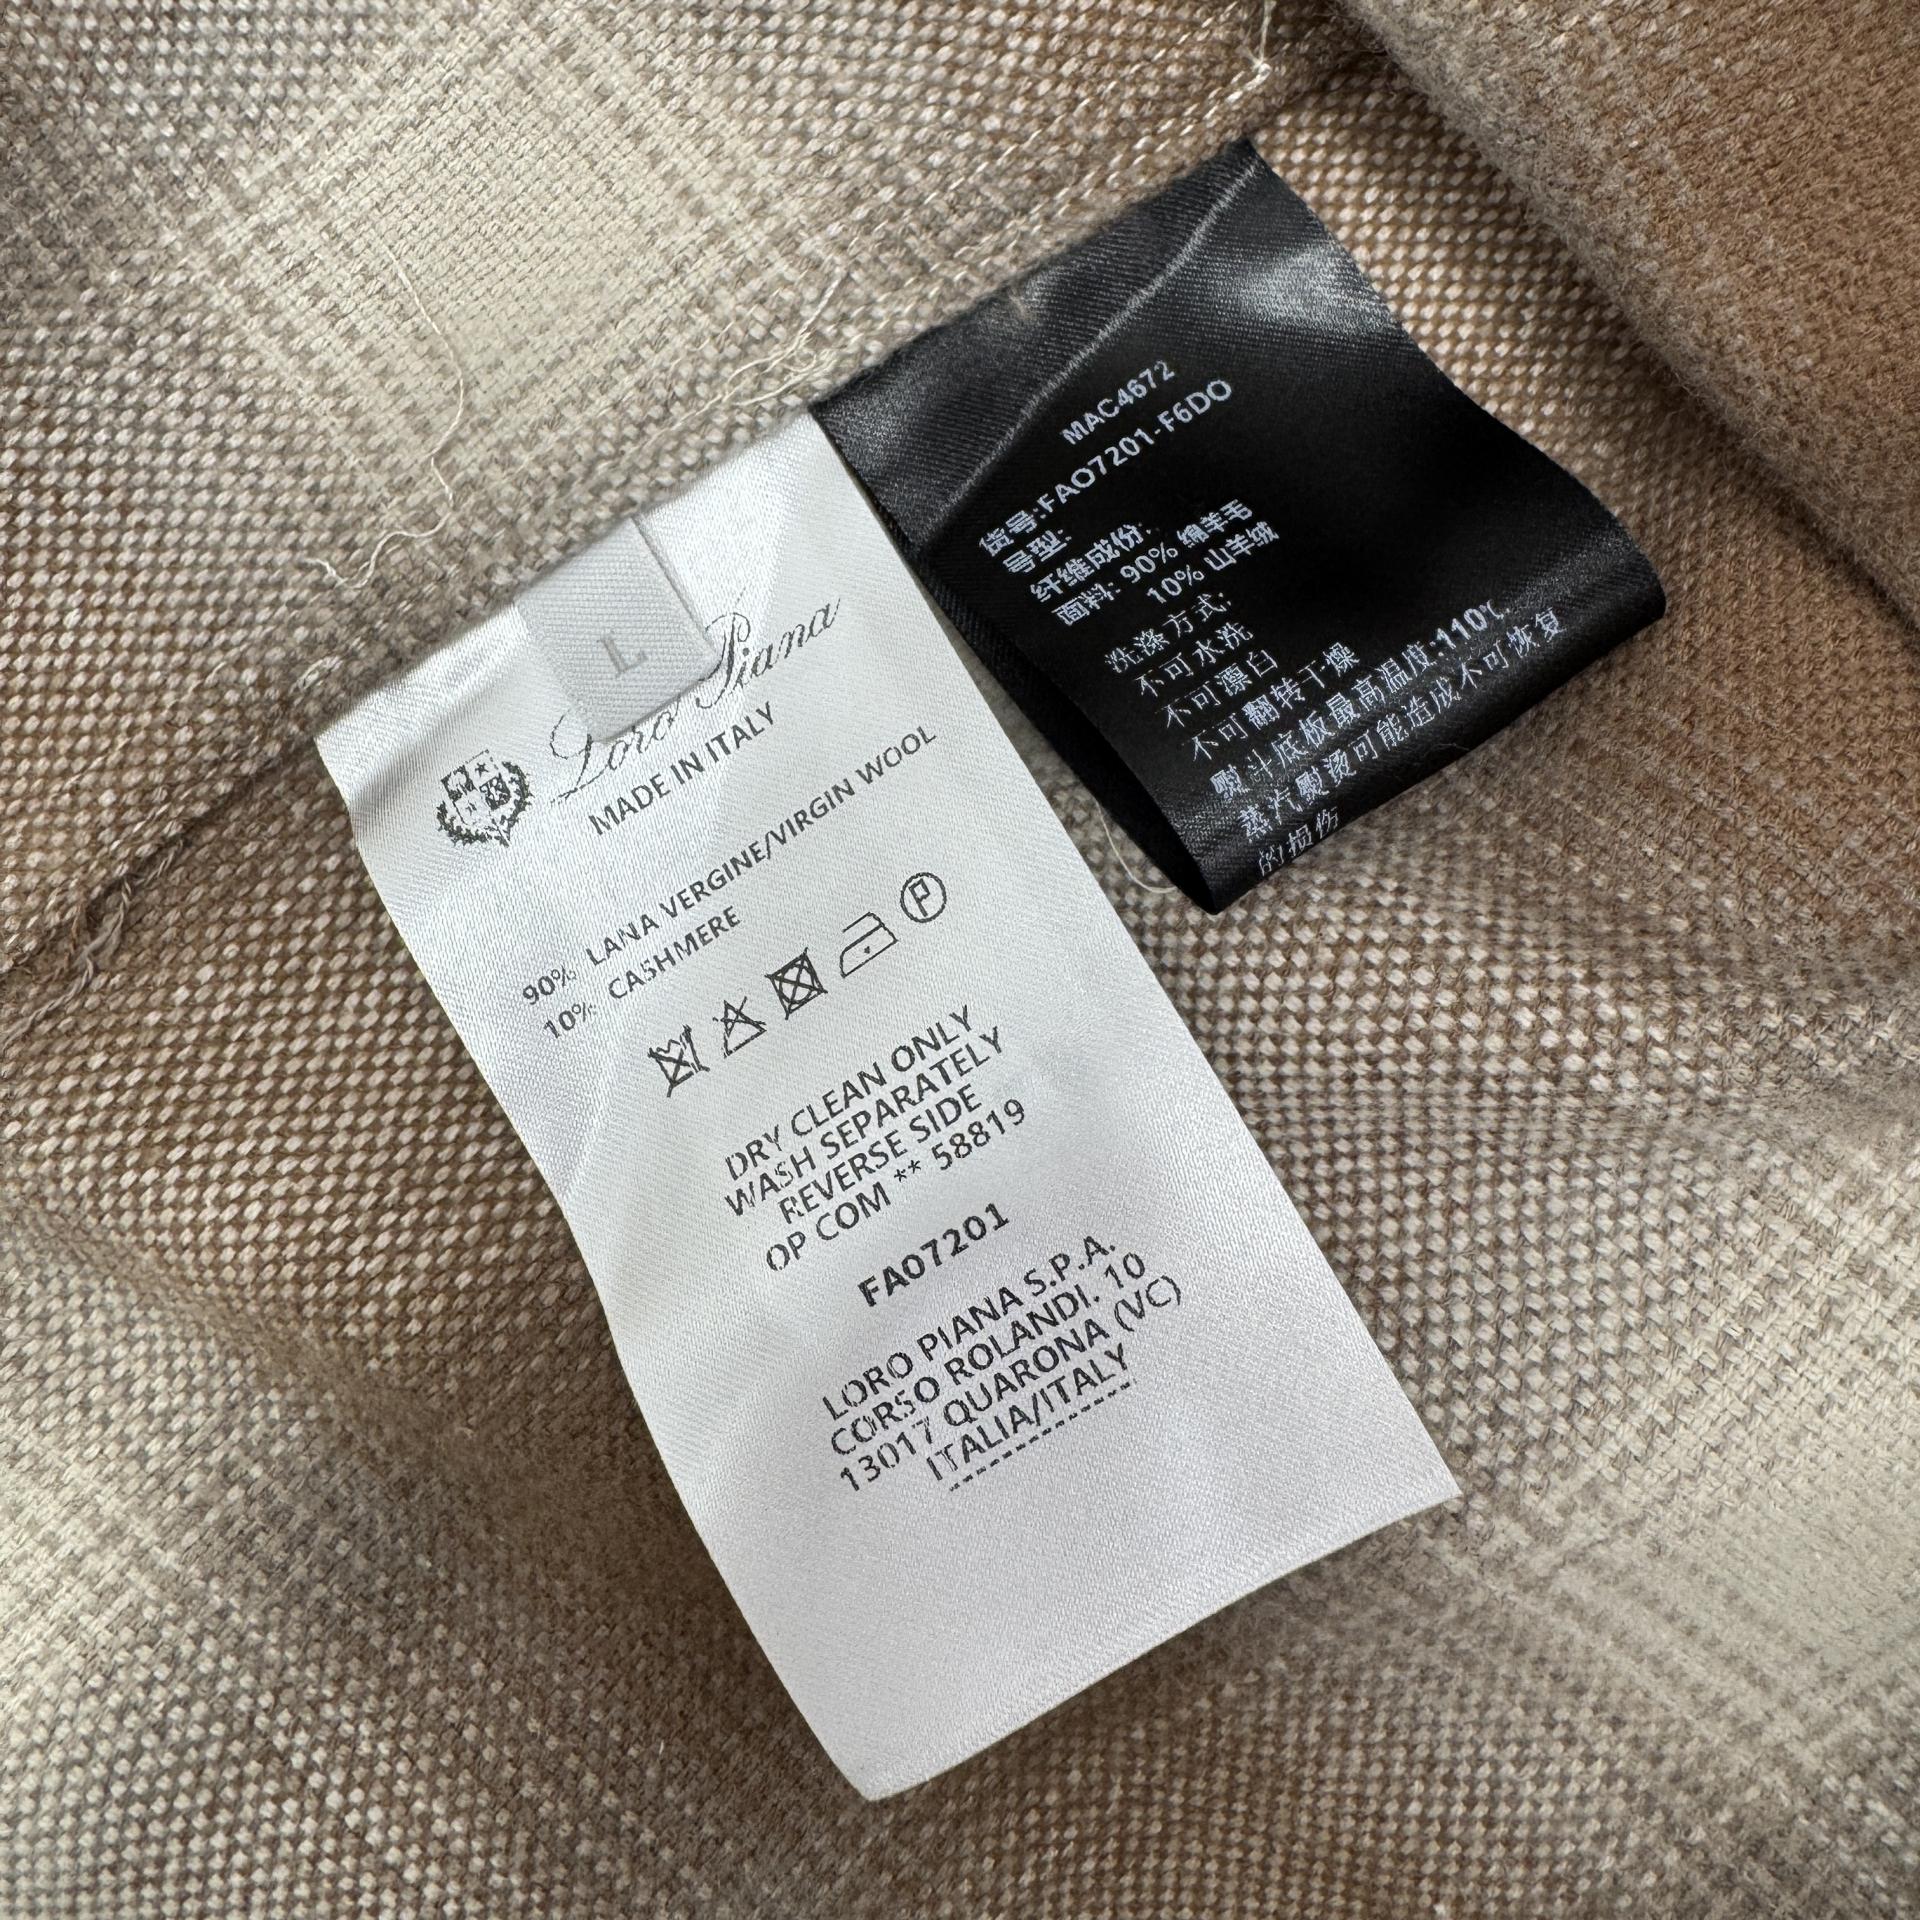 L
Loro Piana
MADE IN ITALY
90% LANA VERGINE/VIRGIN WOOL
10% CASHMERE
P
DRY CLEAN ONLY
WASH SEPARATELY
REVERSE SIDE
OP COM ** 58819
FAO7201
LORO PIANA S.P.A.
CORSO ROLANDI. 10
13017 QUARONA (VC)
ITALIA/ITALY
MAC4672
货号:FAO7201-F6DO
号型:
纤维成份:
面料: 90% 绵羊毛
10% 山羊绒
洗涤方式:
不可水洗
不可漂白
不可翻转干燥
熨斗底板最高温度:110℃
蒸汽熨烫可能造成不可恢复
的损伤